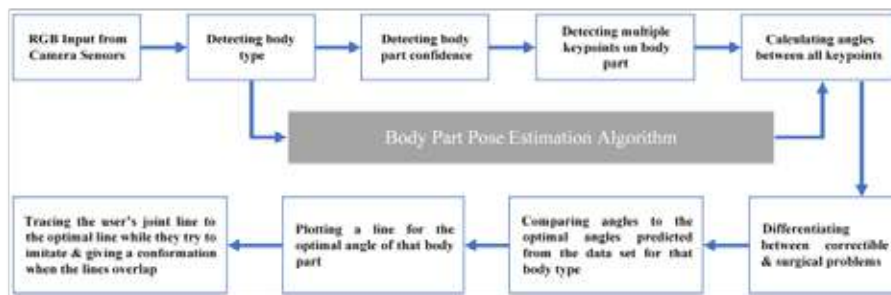 RGB Input from
Camera Sensors
Detecting body
type
Detecting body
part confidence
Detecting multiple
keypoints on body
part
Calculating angles
between all keypoints
Body Part Pose Estimation Algorithm
Tracing the user's joint line to
the optimal line while they try to
imitate & giving a conformation
when the lines overlap
Plotting a line for the
optimal angle of that body
part
Comparing angles to the
optimal angles predicted
from the data set for that
body type
Differentiating
between correctible
& surgical problems